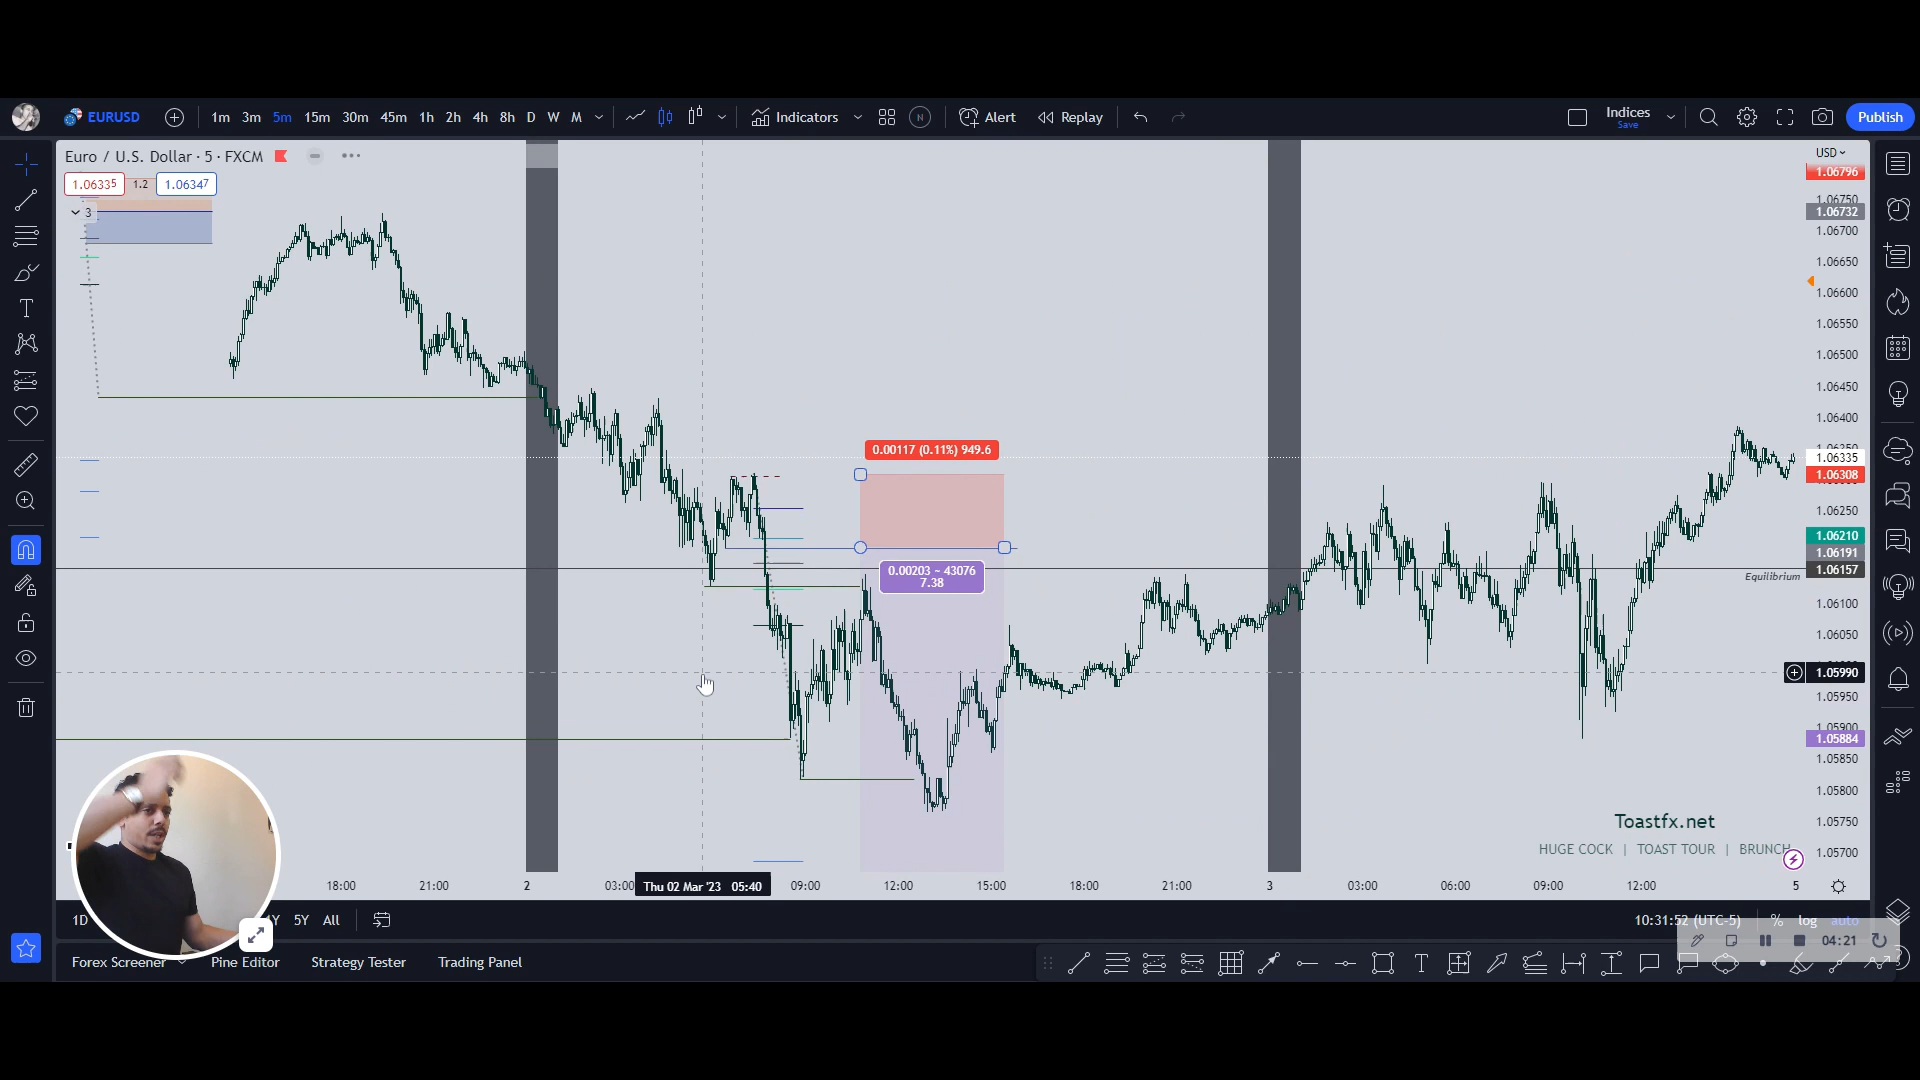 EURUSD 1m 3m 5m 15m 30m 45m 1h 2h 4h 8h D W M Indicators N Alert Replay Indices Save Publish
Euro / U.S. Dollar · 5 · FXCM
USD
1.06335 1.2 1.06347
3
1.06796
1.06750
1.06732
1.06700
1.06650
1.06600
1.06550
1.06500
1.06450
1.06400
0.00117 (0.11%) 949.6
1.06335
1.06308
1.06250
1.06210
1.06191
0.00203 ~ 43076
7.38
1.06157
Equilibrium
1.06100
1.06050
1.05990
1.05950
1.05900
1.05884
1.05850
1.05800
1.05750
1.05700
Toastfx.net
HUGE COCK | TOAST TOUR | BRUNCH
18:00 21:00 2 03:00 Thu 02 Mar '23 05:40 09:00 12:00 15:00 18:00 21:00 3 03:00 06:00 09:00 12:00 5
1D 5Y All 10:31:52 (UTC-5) % log auto
04:21
Forex Screener Pine Editor Strategy Tester Trading Panel